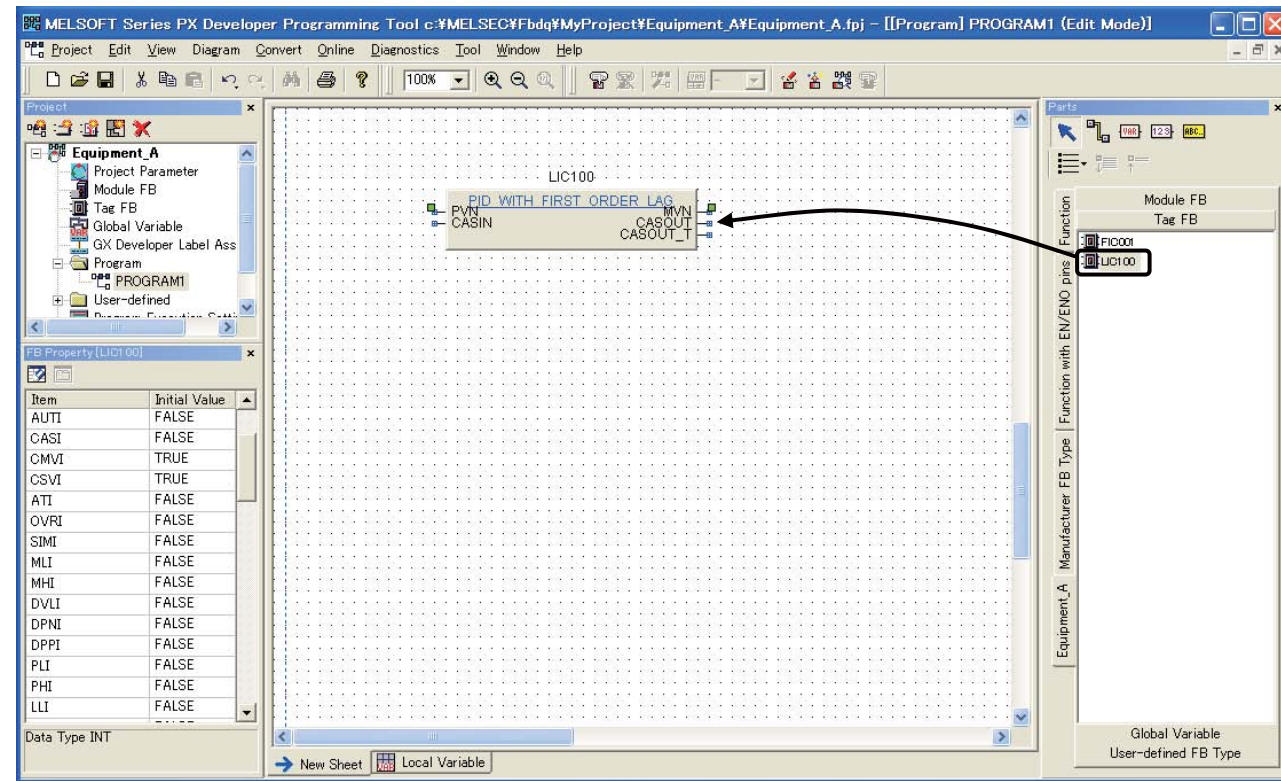 MELSOFT Series PX Developer Programming Tool c:¥MELSEC¥Fbdq¥MyProject¥Equipment_A¥Equipment_A.fpj - [[Program] PROGRAM1 (Edit Mode)]
Project Edit View Diagram Convert Online Diagnostics Tool Window Help
100%
Project
Equipment_A
Project Parameter
Module FB
Tag FB
Global Variable
GX Developer Label Ass
Program
PROGRAM1
User-defined
FB Property [LIC100]
Item Initial Value
AUTI FALSE
CASI FALSE
CMVI TRUE
CSVI TRUE
ATI FALSE
OVRI FALSE
SIMI FALSE
MLI FALSE
MHI FALSE
DVLI FALSE
DPNI FALSE
DPPI FALSE
PLI FALSE
PHI FALSE
LLI FALSE
Data Type INT
LIC100
PID WITH FIRST ORDER LAG
PVN MVN
CASIN CASOUT
CASOUT_T
New Sheet Local Variable
Parts
VAR 123 ABC..
Function
Function with EN/ENO pins
Manufacturer FB Type
Equipment_A
Module FB
Tag FB
FIC001
LIC100
Global Variable
User-defined FB Type